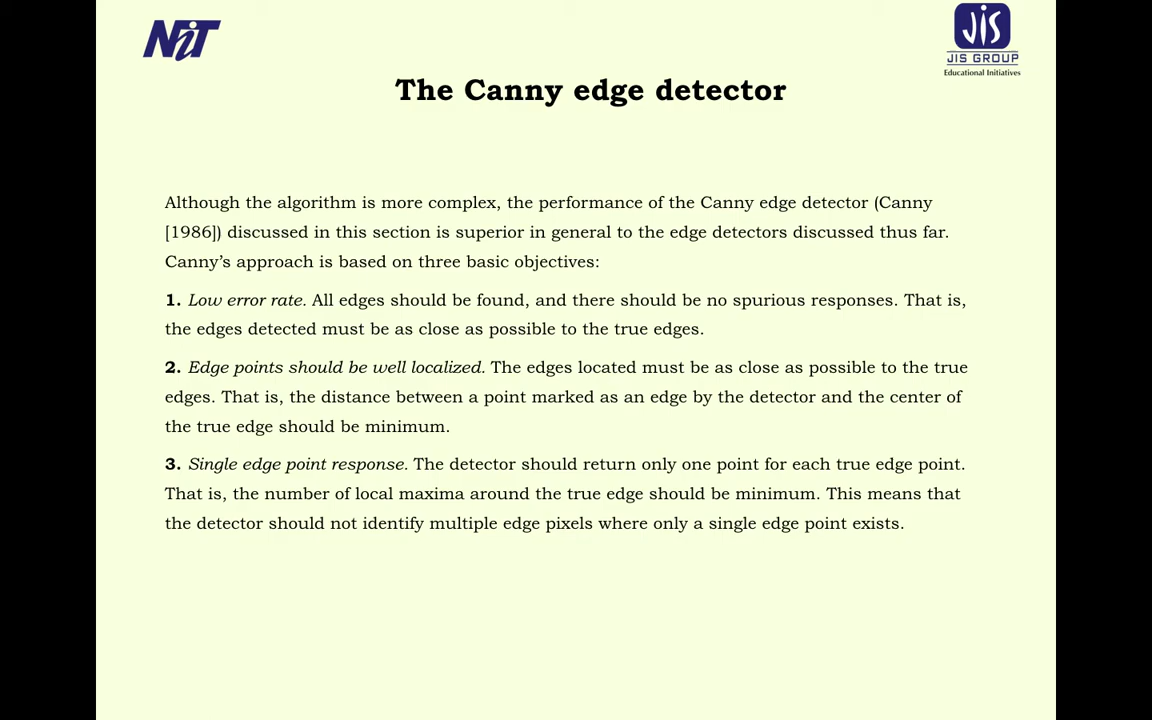 NiT
JIS
JIS GROUP
Educational Initiatives
The Canny edge detector
Although the algorithm is more complex, the performance of the Canny edge detector (Canny
[1986]) discussed in this section is superior in general to the edge detectors discussed thus far.
Canny’s approach is based on three basic objectives:
1. Low error rate. All edges should be found, and there should be no spurious responses. That is,
the edges detected must be as close as possible to the true edges.
2. Edge points should be well localized. The edges located must be as close as possible to the true
edges. That is, the distance between a point marked as an edge by the detector and the center of
the true edge should be minimum.
3. Single edge point response. The detector should return only one point for each true edge point.
That is, the number of local maxima around the true edge should be minimum. This means that
the detector should not identify multiple edge pixels where only a single edge point exists.